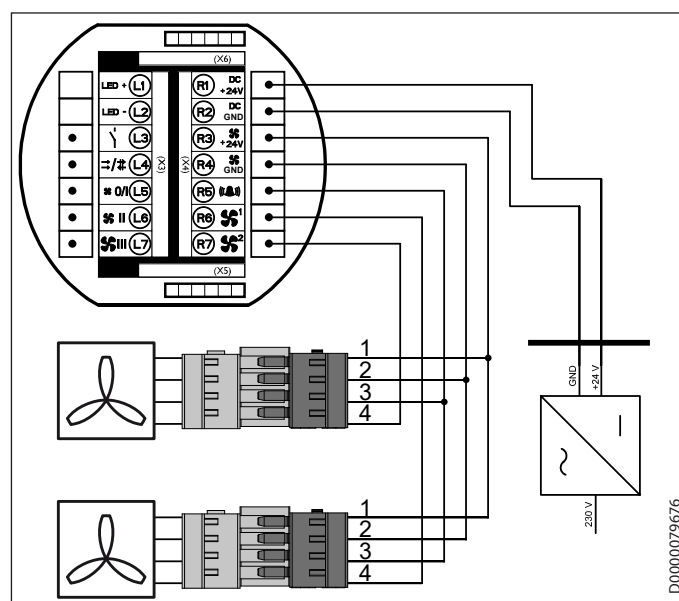 (X6)
LED + L1
R1 DC +24V
LED - L2
R2 DC GND
L3
R3 +24V
/ L4
R4 GND
0/I L5
R5
II L6
R6 1
III L7
R7 2
(X3)
(X4)
(X5)
1
2
3
4
1
2
3
4
GND
+24 V
230 V
D0000079676